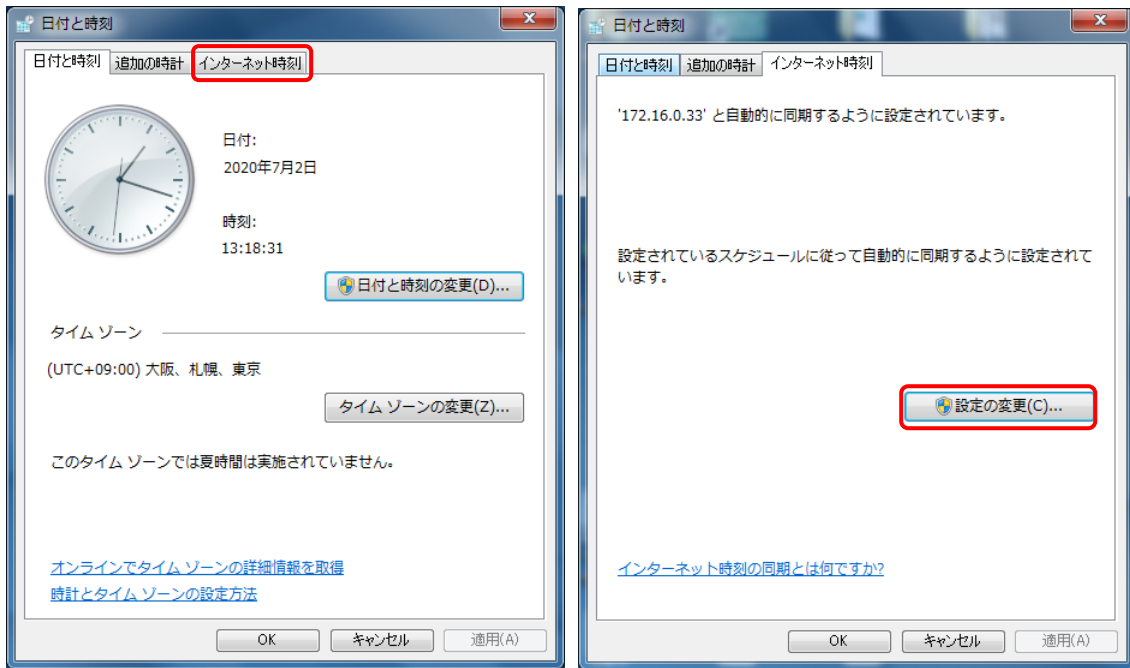 日付と時刻
日付と時刻 追加の時計 インターネット時刻
日付:
2020年7月2日
時刻:
13:18:31
日付と時刻の変更(D)...
タイム ゾーン
(UTC+09:00) 大阪、札幌、東京
タイム ゾーンの変更(Z)...
このタイム ゾーンでは夏時間は実施されていません。
オンラインでタイム ゾーンの詳細情報を取得
時計とタイム ゾーンの設定方法
OK キャンセル 適用(A)
日付と時刻
日付と時刻 追加の時計 インターネット時刻
'172.16.0.33' と自動的に同期するように設定されています。
設定されているスケジュールに従って自動的に同期するように設定されて
います。
設定の変更(C)...
インターネット時刻の同期とは何ですか?
OK キャンセル 適用(A)